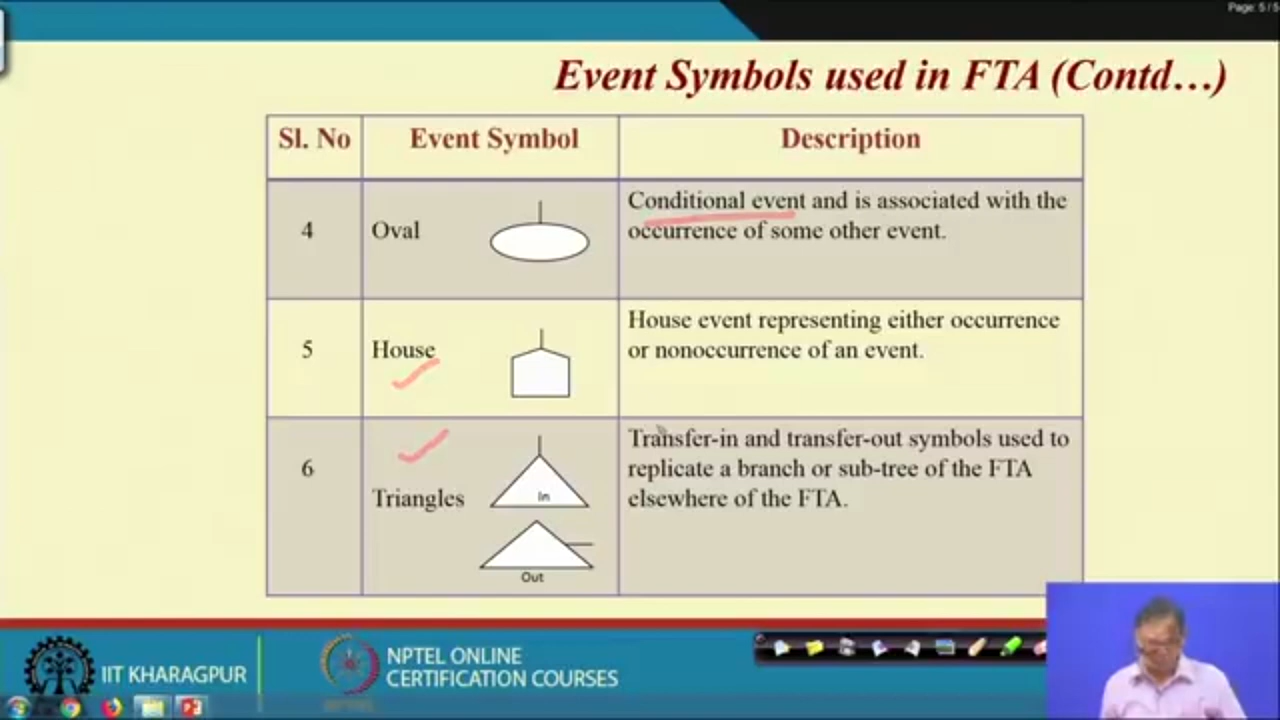 Page: 5 / 5
Event Symbols used in FTA (Contd…)
Sl. No
Event Symbol
Description
4
Oval
Conditional event and is associated with the
occurrence of some other event.
5
House
House event representing either occurrence
or nonoccurrence of an event.
6
Triangles
In
Out
Transfer-in and transfer-out symbols used to
replicate a branch or sub-tree of the FTA
elsewhere of the FTA.
IIT KHARAGPUR
NPTEL ONLINE
CERTIFICATION COURSES